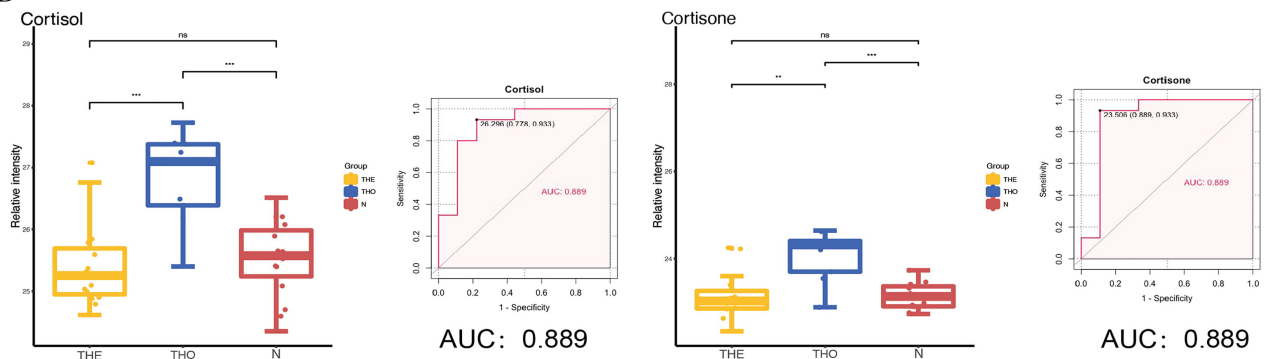 Cortisol
29
28
27
26
25
Relative intensity
ns
***
***
THE
THO
N
Group
THE
THO
N
Cortisol
1.0
0.8
0.6
0.4
0.2
0.0
Sensitivity
26.296 (0.778, 0.933)
AUC: 0.889
0.0 0.2 0.4 0.6 0.8 1.0
1 - Specificity
AUC: 0.889
Cortisone
28
26
24
Relative intensity
ns
***
**
THE
THO
N
Group
THE
THO
N
Cortisone
1.0
0.8
0.6
0.4
0.2
0.0
Sensitivity
23.506 (0.889, 0.933)
AUC: 0.889
0.0 0.2 0.4 0.6 0.8 1.0
1 - Specificity
AUC: 0.889